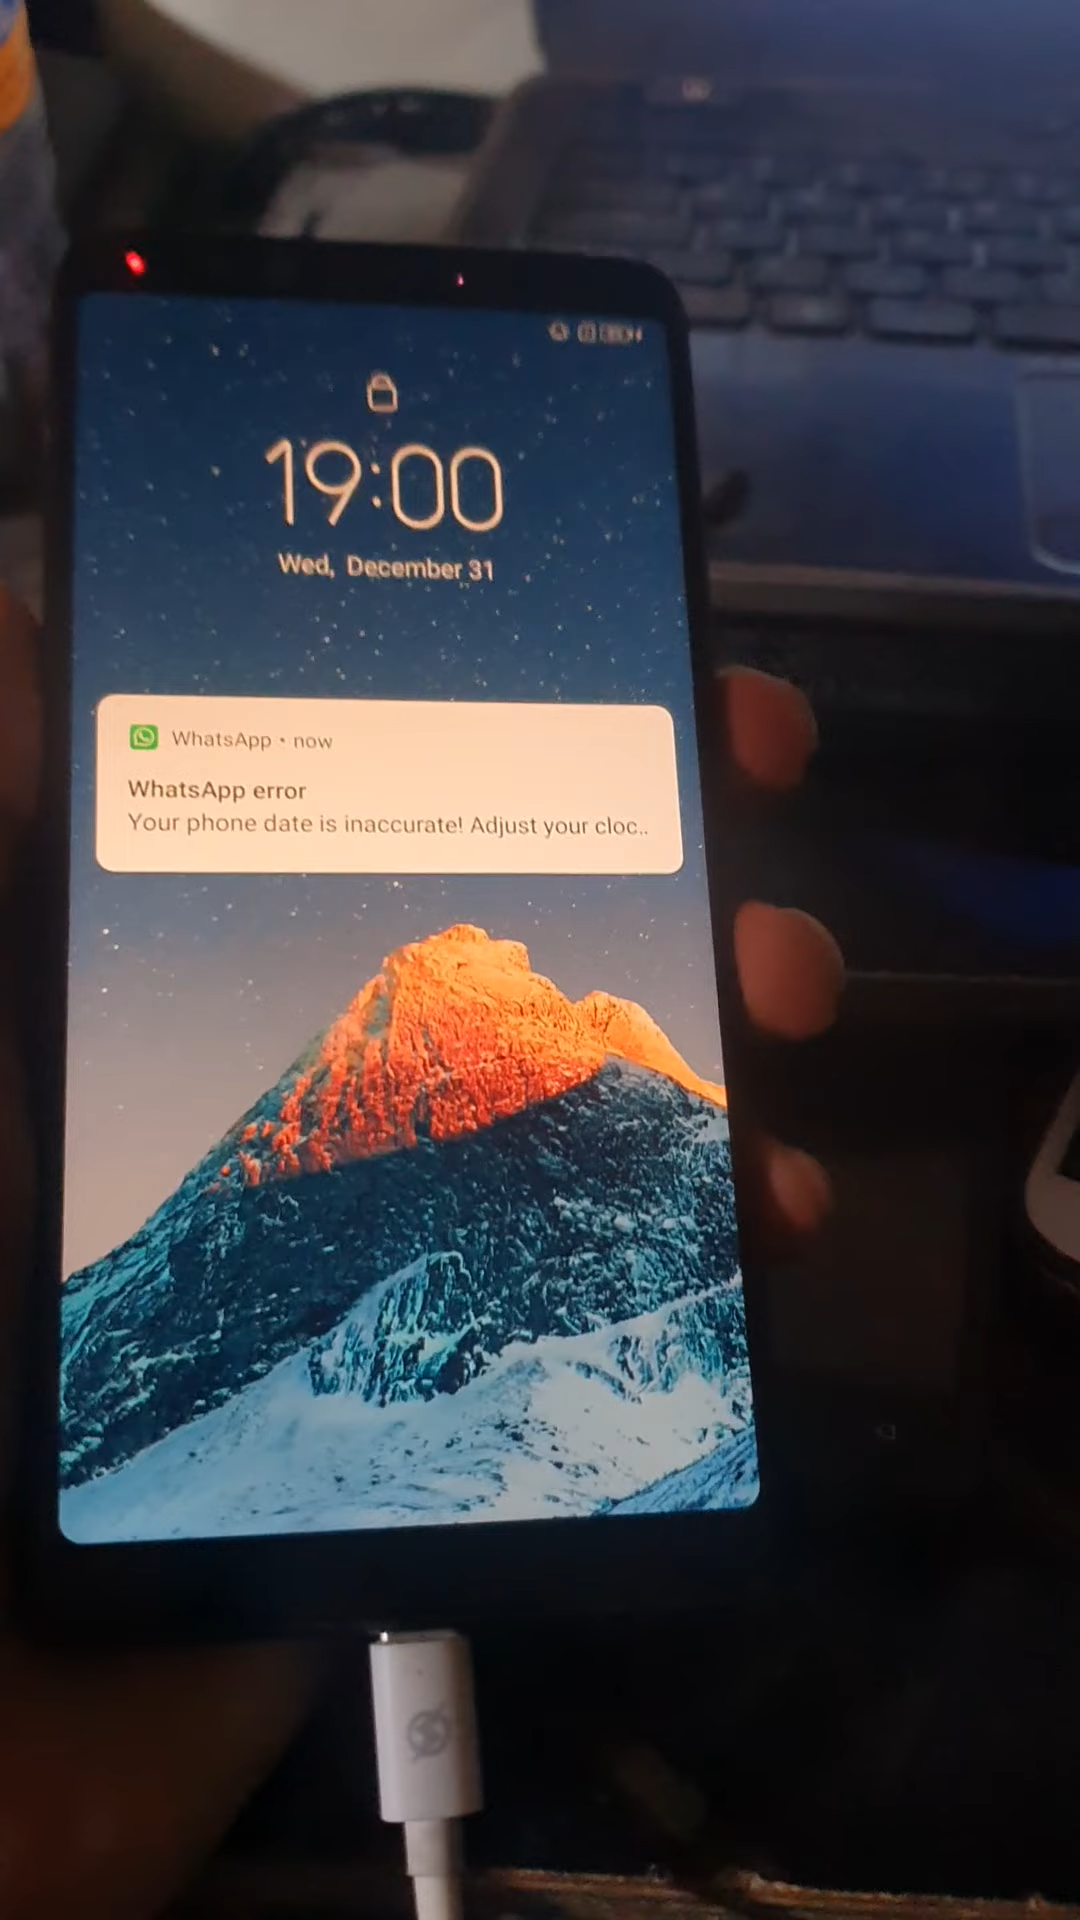 19:00
Wed, December 31
WhatsApp • now
WhatsApp error
Your phone date is inaccurate! Adjust your cloc..